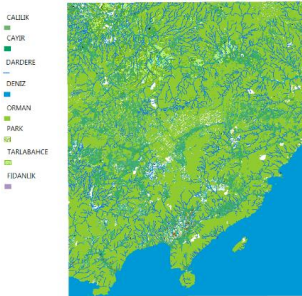 CALILIK
CAYIR
DARDERE
DENIZ
ORMAN
PARK
TARLABAHCE
FIDANLIK